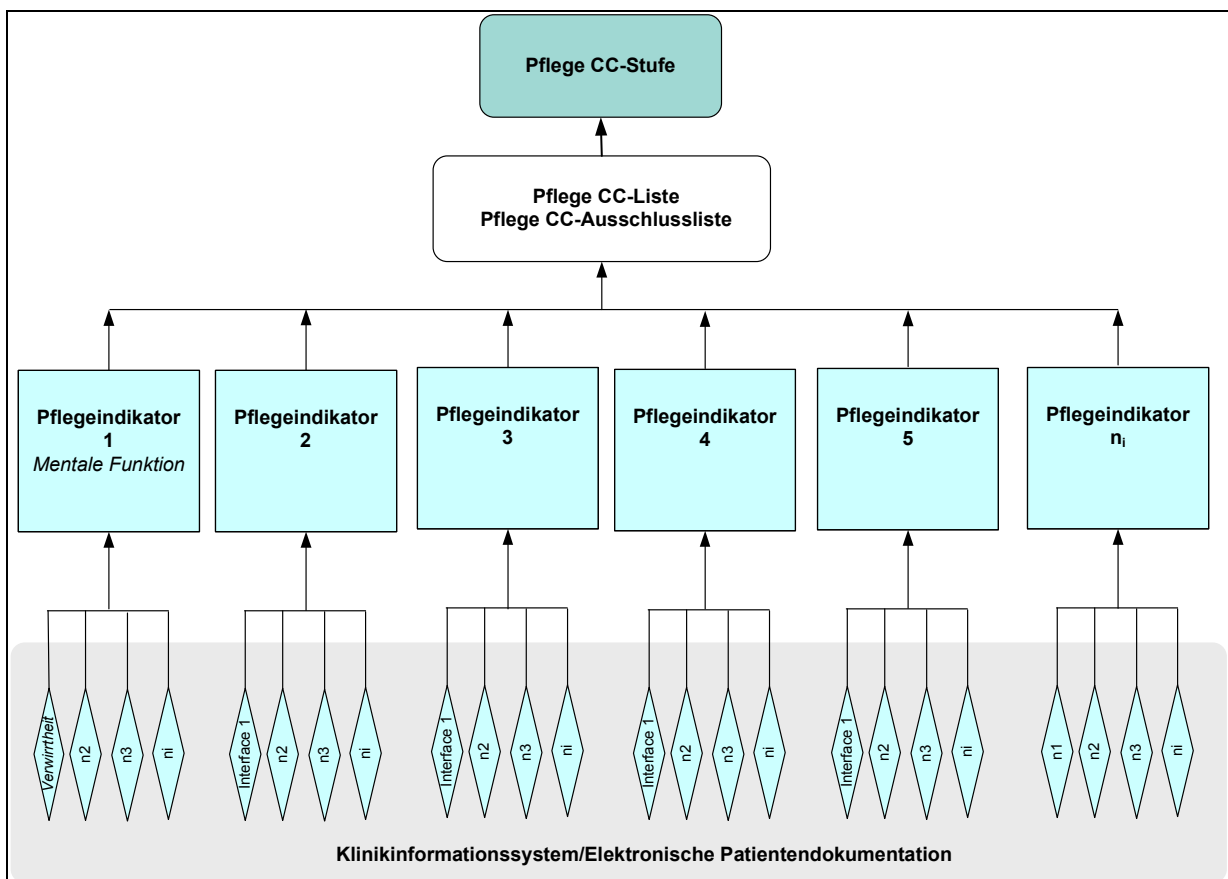 Pflege CC-Stufe
Pflege CC-Liste
Pflege CC-Ausschlussliste
Pflegeindikator
1
Mentale Funktion
Pflegeindikator
2
Pflegeindikator
3
Pflegeindikator
4
Pflegeindikator
5
Pflegeindikator
ni
Verwirrtheit
n2
n3
ni
Interface 1
n2
n3
ni
Interface 1
n2
n3
ni
Interface 1
n2
n3
ni
Interface 1
n2
n3
ni
n1
n2
n3
ni
Klinikinformationssystem/Elektronische Patientendokumentation